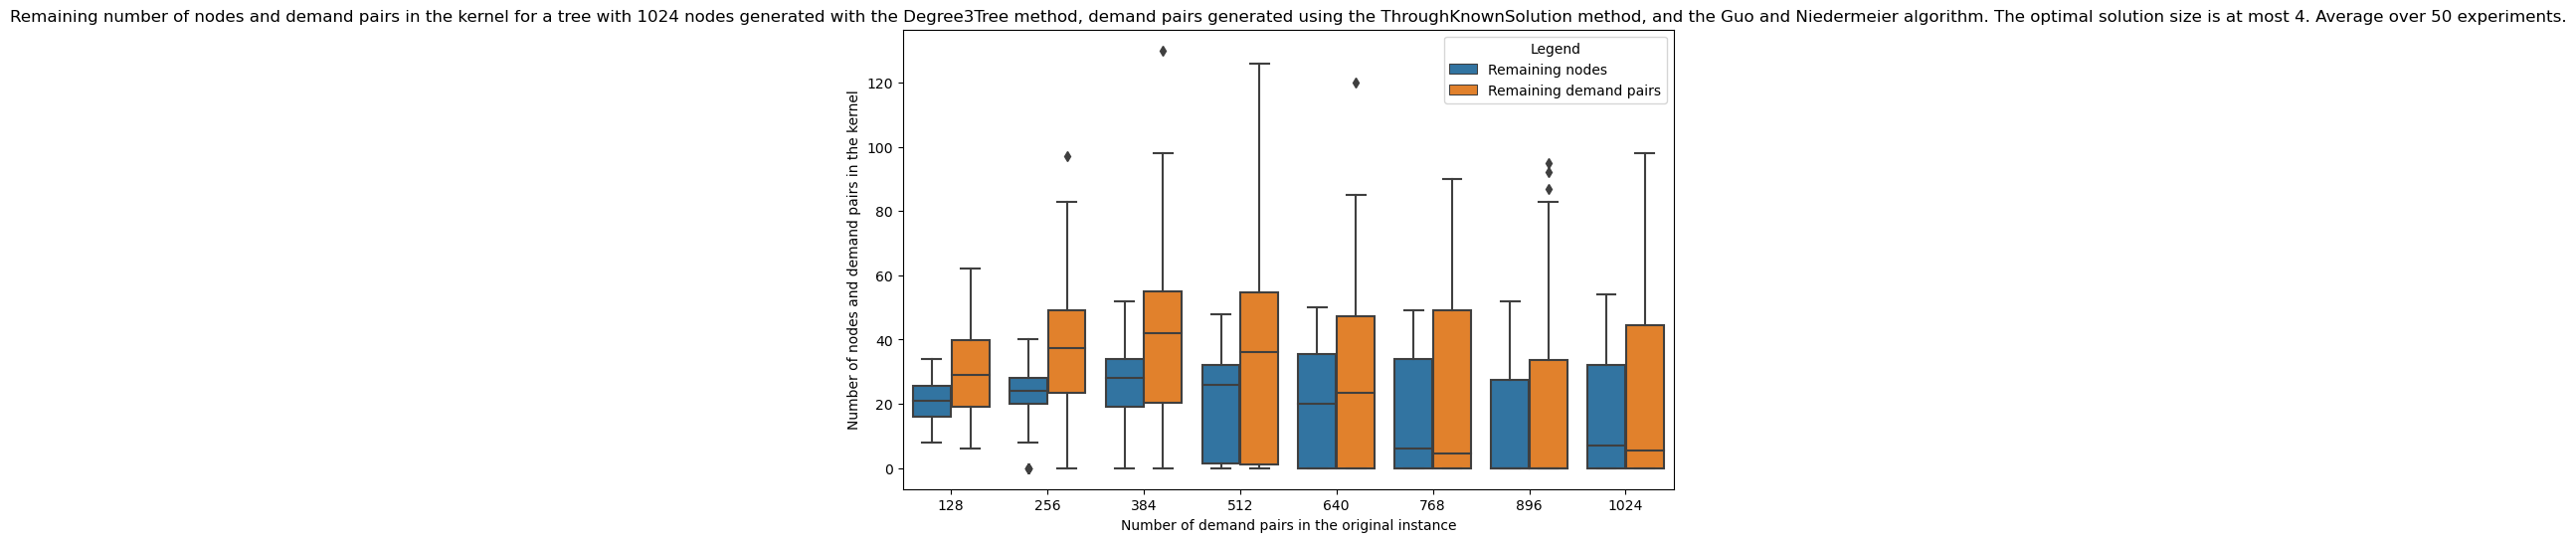 Remaining number of nodes and demand pairs in the kernel for a tree with 1024 nodes generated with the Degree3Tree method, demand pairs generated using the ThroughKnownSolution method, and the Guo and Niedermeier algorithm. The optimal solution size is at most 4. Average over 50 experiments.
Legend
Remaining nodes
Remaining demand pairs
Number of nodes and demand pairs in the kernel
120
100
80
60
40
20
0
128 256 384 512 640 768 896 1024
Number of demand pairs in the original instance